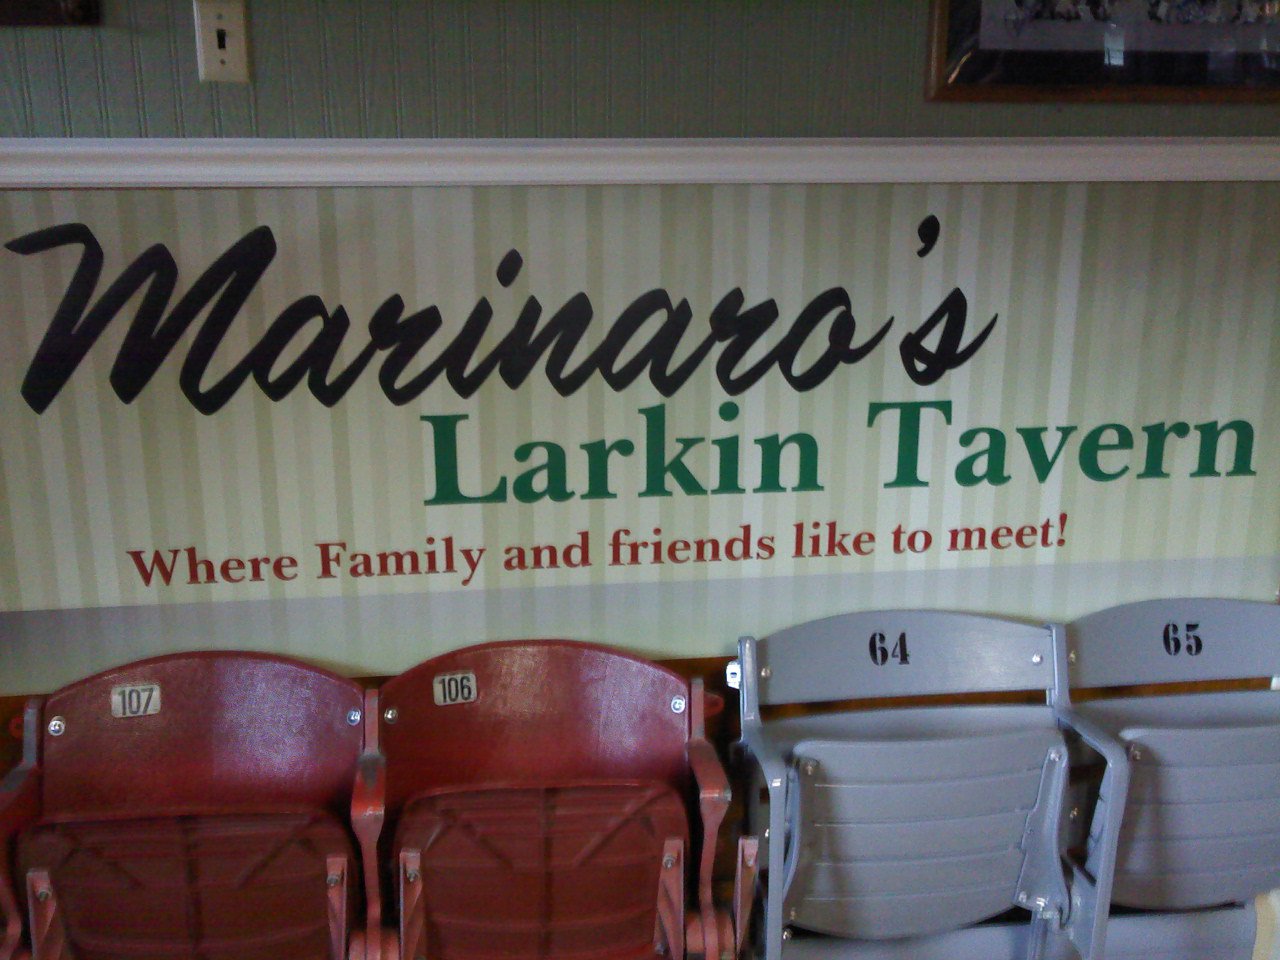 Marinaro's
Larkin Tavern
Where Family and friends like to meet!
107
106
64
65